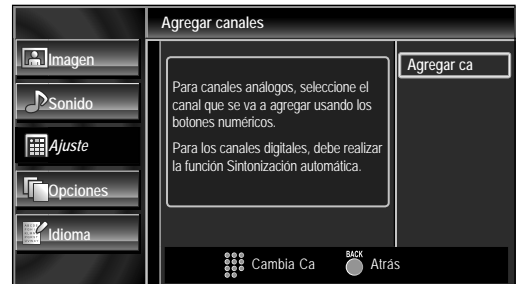 Agregar canales
Imagen
Sonido
Ajuste
Opciones
Idioma
Para canales análogos, seleccione el
canal que se va a agregar usando los
botones numéricos.
Para los canales digitales, debe realizar
la función Sintonización automática.
Agregar ca
Cambia Ca
BACK
Atrás